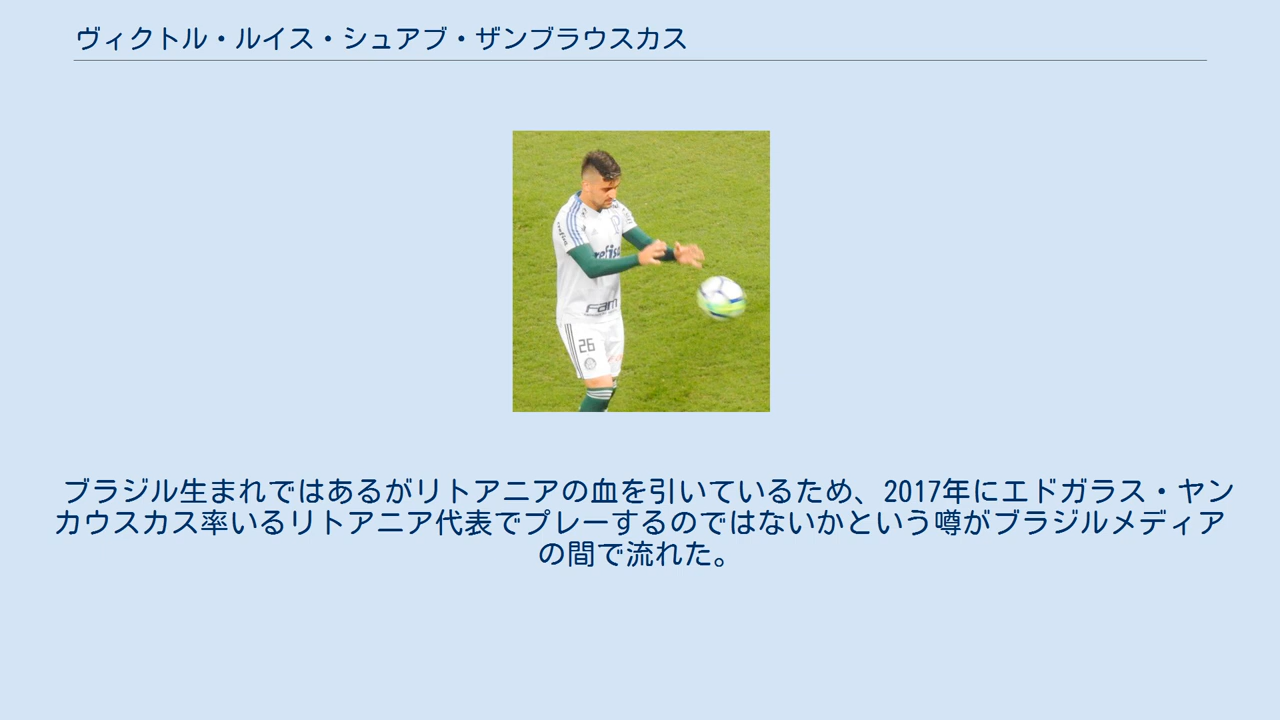 ヴィクトル・ルイス・シュアブ・ザンブラウスカス
refisa
Fam
26
ブラジル生まれではあるがリトアニアの血を引いているため、2017年にエドガラス・ヤン
カウスカス率いるリトアニア代表でプレーするのではないかという噂がブラジルメディア
の間で流れた。